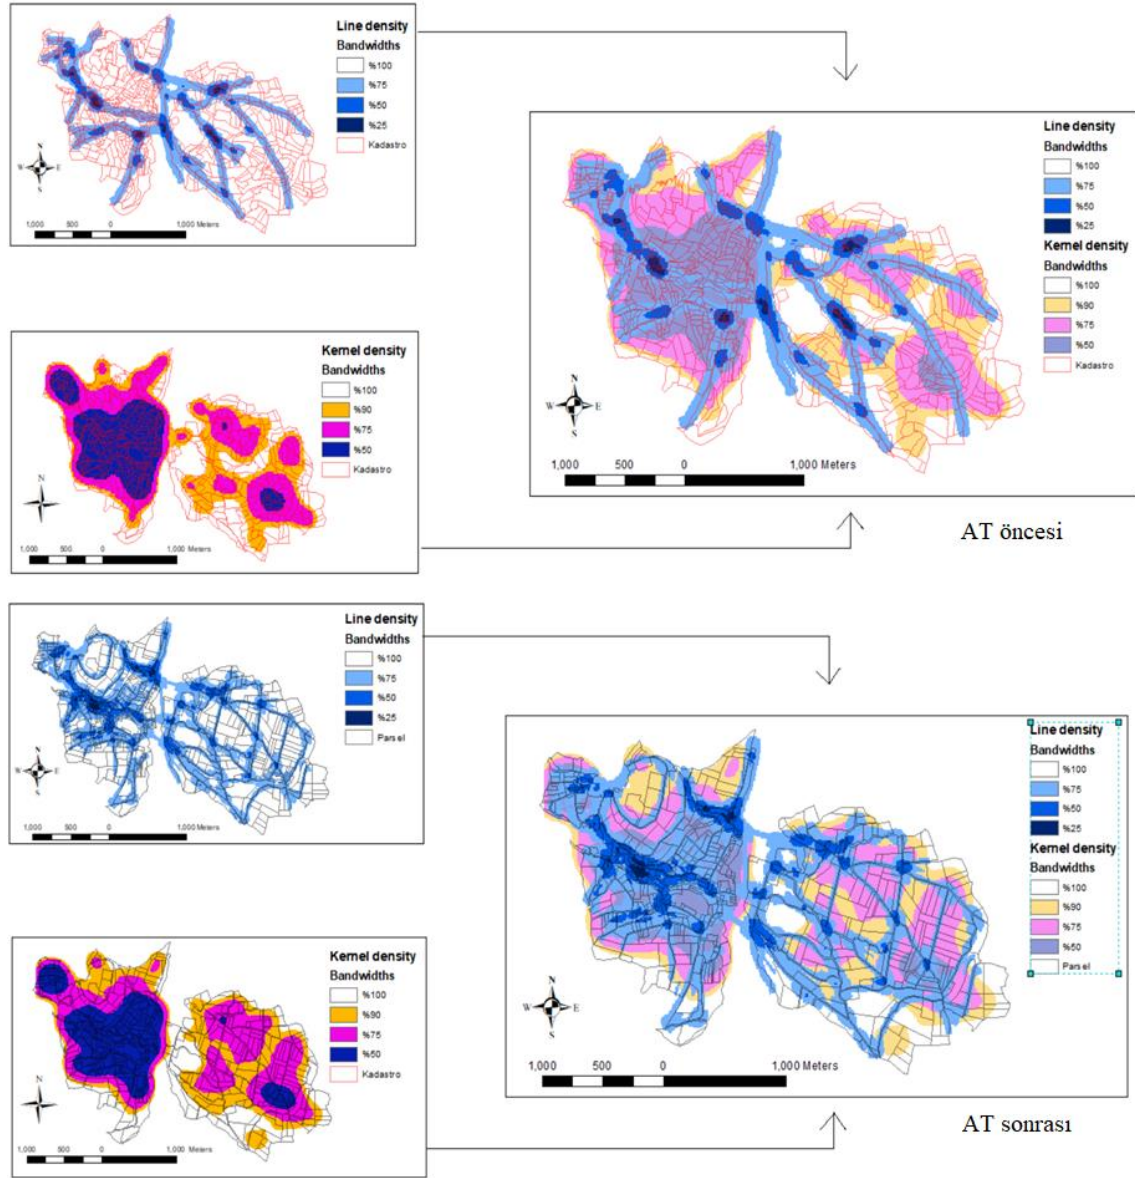 Line density
Bandwidths
%100
%75
%50
%25
Kadastro
N
W E
S
1,000 500 0 1,000 Meters
Line density
Bandwidths
%100
%75
%50
%25
Kernel density
Bandwidths
%100
%90
%75
%50
Kadastro
N
W E
S
1,000 500 0 1,000 Meters
AT öncesi
Kernel density
Bandwidths
%100
%90
%75
%50
Kadastro
N
1,000 500 0 1,000 Meters
Line density
Bandwidths
%100
%75
%50
%25
Parsel
N
W E
S
1,000 500 0 1,000 Meters
Line density
Bandwidths
%100
%75
%50
%25
Kernel density
Bandwidths
%100
%90
%75
%50
Parsel
N
W E
S
1,000 500 0 1,000 Meters
AT sonrası
Kernel density
Bandwidths
%100
%90
%75
%50
Kadastro
N
1,000 500 0 1,000 Meters